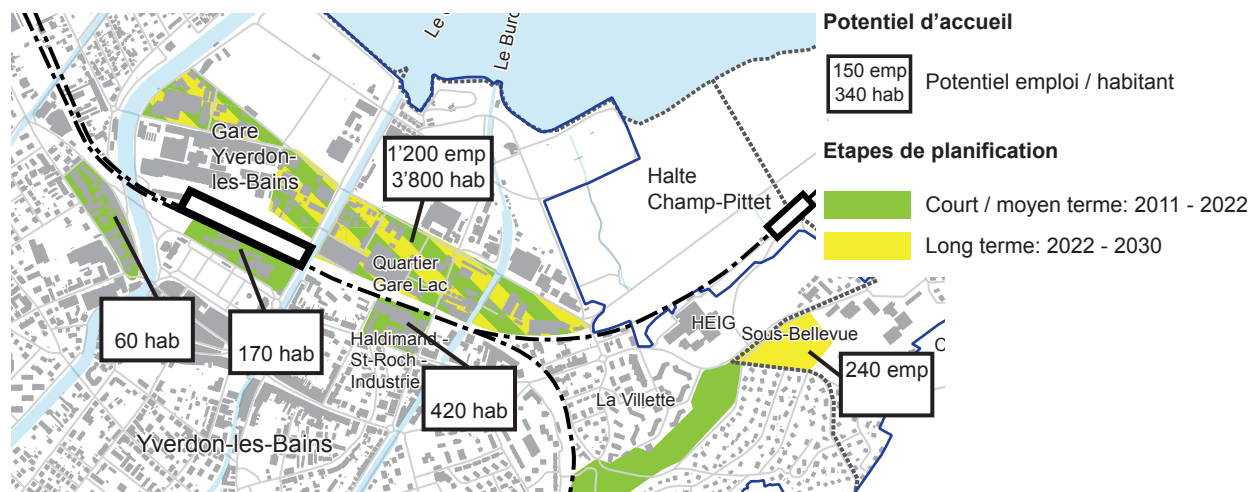 Le Buro
Gare
Yverdon-
les-Bains
1'200 emp
3'800 hab
Halte
Champ-Pittet
Quartier
Gare Lac
60 hab
170 hab
Haldimand -
St-Roch -
Industrie
420 hab
HEIG
Sous-Bellevue
240 emp
La Villette
Yverdon-les-Bains
Potentiel d'accueil
150 emp
340 hab
Potentiel emploi / habitant
Etapes de planification
Court / moyen terme: 2011 - 2022
Long terme: 2022 - 2030